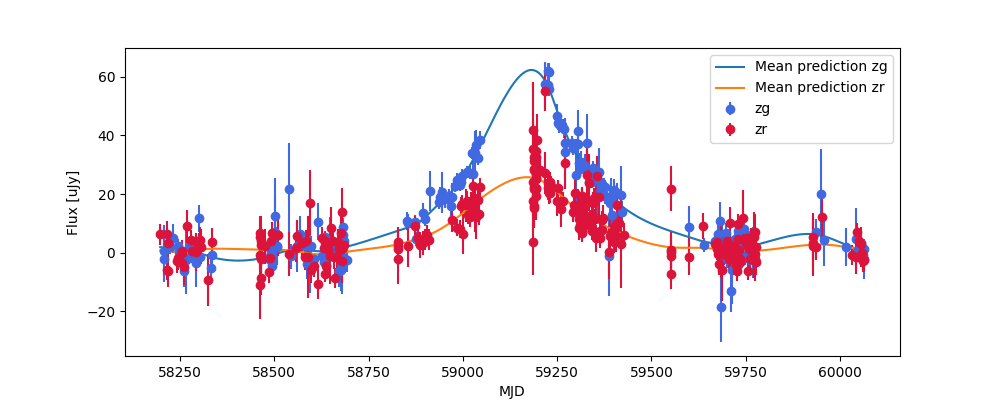 60
40
20
0
−20
Flux [uJy]
58250 58500 58750 59000 59250 59500 59750 60000
MJD
Mean prediction zg
Mean prediction zr
zg
zr